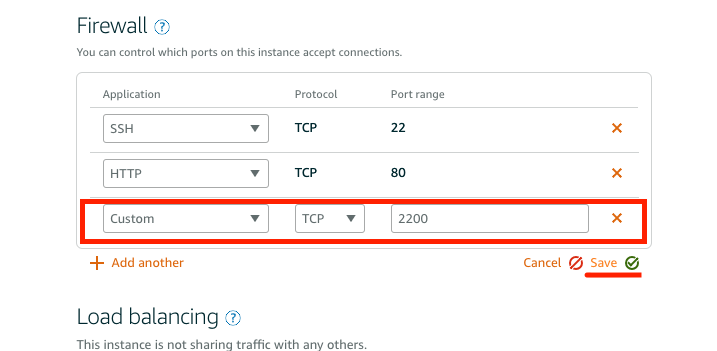 Firewall ?
You can control which ports on this instance accept connections.
Application Protocol Port range
SSH TCP 22
HTTP TCP 80
Custom TCP 2200
Add another Cancel Save
Load balancing ?
This instance is not sharing traffic with any others.